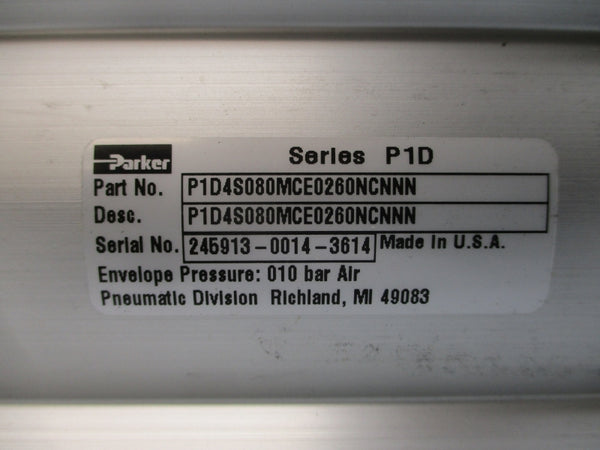 Parker Series P1D
Part No. P1D4S080MCE0260NCNNN
Desc. P1D4S080MCE0260NCNNN
Serial No. 245913-0014-3614 Made In U.S.A.
Envelope Pressure: 010 bar Air
Pneumatic Division Richland, MI 49083